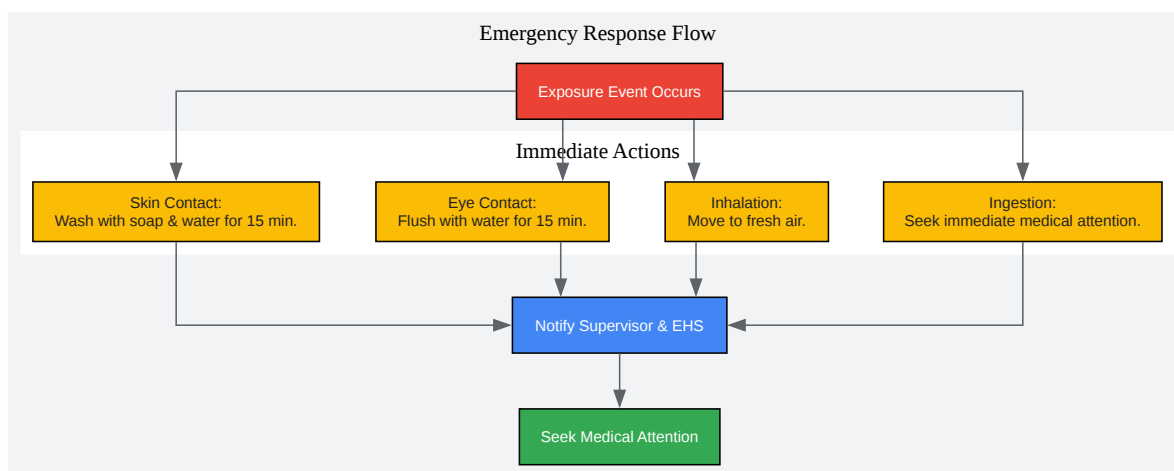 Emergency Response Flow
Exposure Event Occurs
Immediate Actions
Skin Contact:
Wash with soap & water for 15 min.
Eye Contact:
Flush with water for 15 min.
Inhalation:
Move to fresh air.
Ingestion:
Seek immediate medical attention.
Notify Supervisor & EHS
Seek Medical Attention